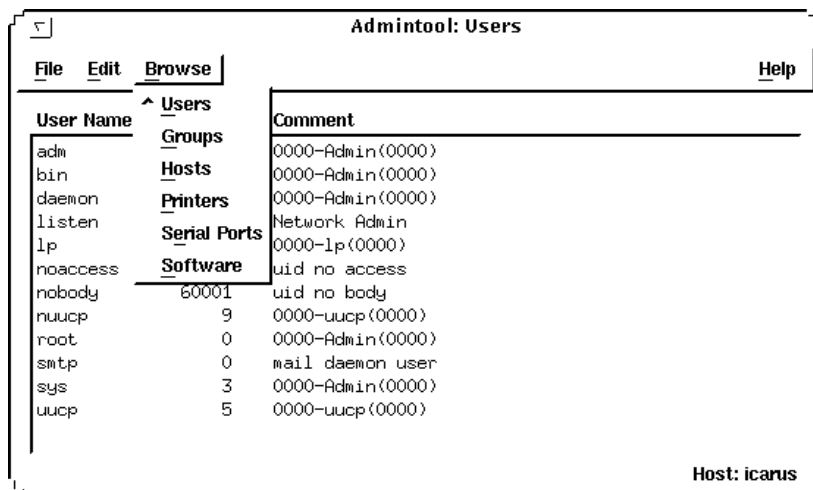 Admintool: Users
File Edit Browse Help
Users
Groups
Hosts
Printers
Serial Ports
Software
User Name Comment
adm 0000-Admin(0000)
bin 0000-Admin(0000)
daemon 0000-Admin(0000)
listen Network Admin
lp 0000-lp(0000)
noaccess uid no access
nobody 60001 uid no body
nuucp 9 0000-uucp(0000)
root 0 0000-Admin(0000)
smtp 0 mail daemon user
sys 3 0000-Admin(0000)
uucp 5 0000-uucp(0000)
Host: icarus